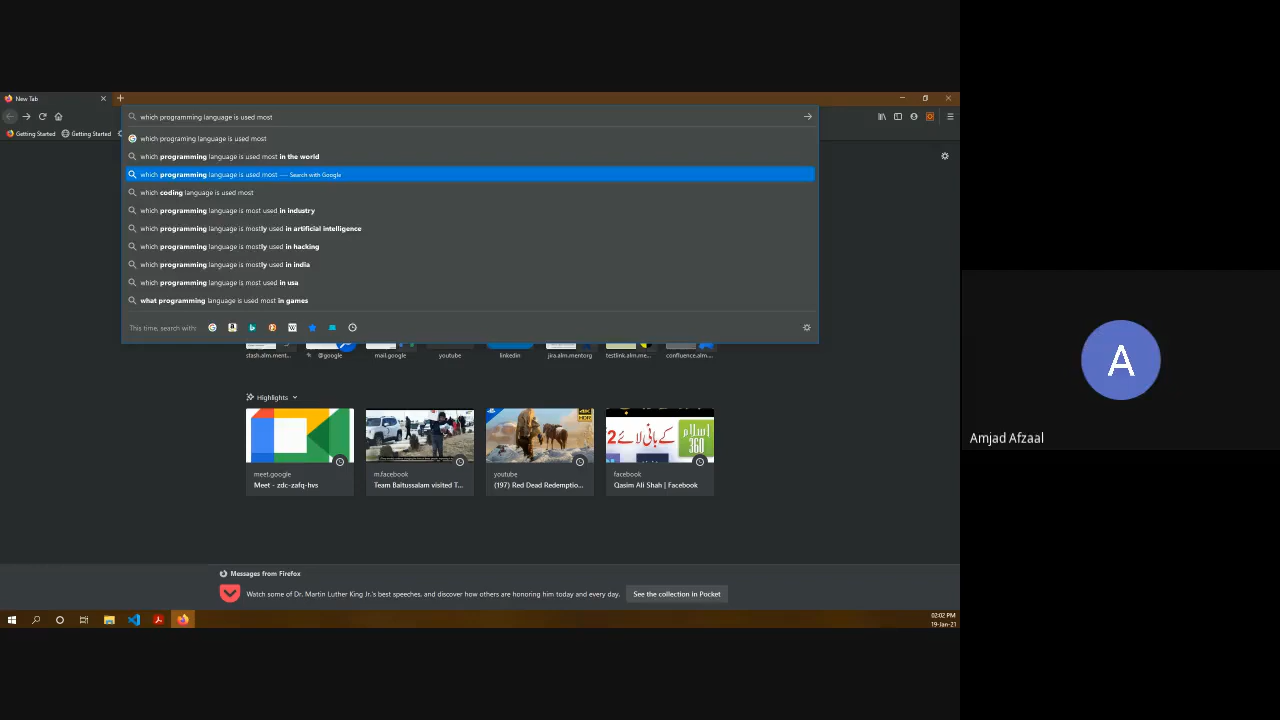 New Tab
which programming language is used most
Getting Started
Getting Started
which programing language is used most
which programming language is used most in the world
which programming language is used most — Search with Google
which coding language is used most
which programming language is most used in industry
which programming language is mostly used in artificial intelligence
which programming language is mostly used in hacking
which programming language is mostly used in india
which programming language is most used in usa
what programming language is used most in games
This time, search with:
stash.alm.ment...
@google
mail.google
youtube
linkedin
jira.alm.mentorg
testlink.alm.me...
confluence.alm....
Highlights
4K
HDR
کے بانی لائے 2
اسلام
360
meet.google
Meet - zdc-zafq-hvs
m.facebook
Team Baitussalam visited T...
youtube
(197) Red Dead Redemptio...
facebook
Qasim Ali Shah | Facebook
Messages from Firefox
Watch some of Dr. Martin Luther King Jr.'s best speeches, and discover how others are honoring him today and every day.
See the collection in Pocket
02:02 PM
19-Jan-21
A
Amjad Afzaal